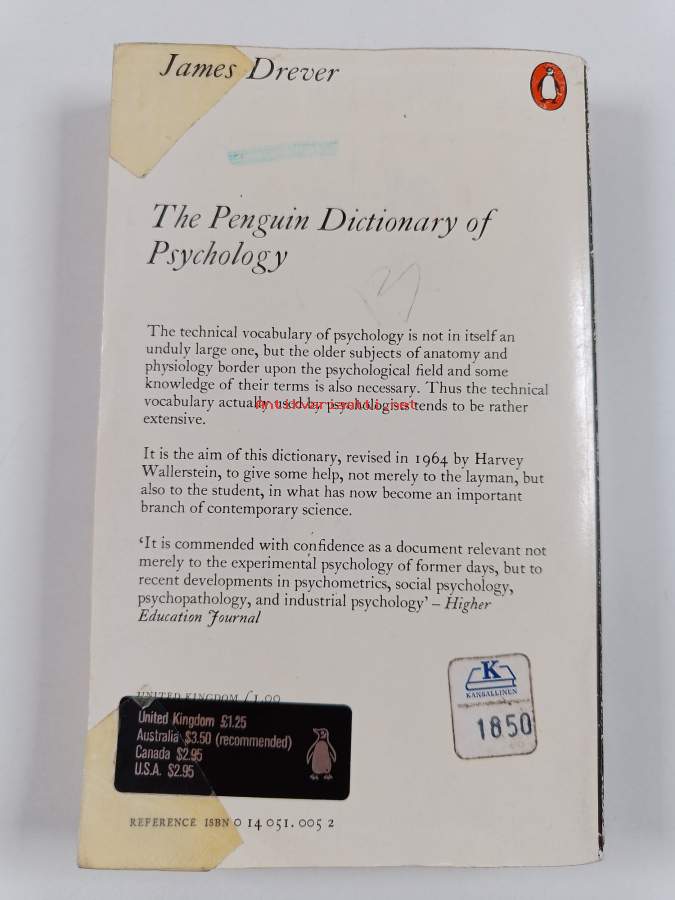 James Drever
The Penguin Dictionary of
Psychology
The technical vocabulary of psychology is not in itself an
unduly large one, but the older subjects of anatomy and
physiology border upon the psychological field and some
knowledge of their terms is also necessary. Thus the technical
vocabulary actually used by psychologists tends to be rather
extensive.
It is the aim of this dictionary, revised in 1964 by Harvey
Wallerstein, to give some help, not merely to the layman, but
also to the student, in what has now become an important
branch of contemporary science.
‘It is commended with confidence as a document relevant not
merely to the experimental psychology of former days, but to
recent developments in psychometrics, social psychology,
psychopathology, and industrial psychology’ – Higher
Education Journal
UNITED KINGDOM £1.00
United Kingdom £1.25
Australia $3.50 (recommended)
Canada $2.95
U.S.A. $2.95
K
KANSALLINEN
1850
REFERENCE ISBN 0 14 051.005 2